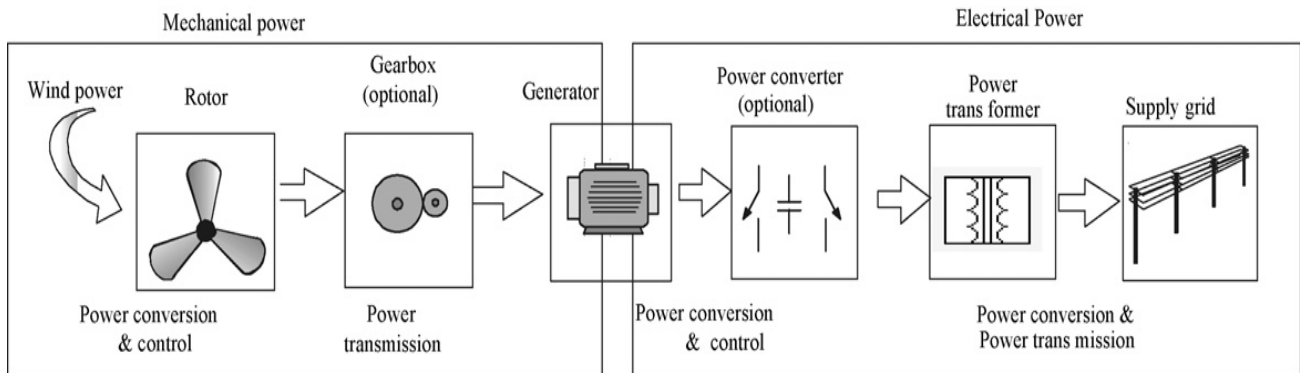 Mechanical power
Electrical Power
Wind power
Rotor
Gearbox
(optional)
Generator
Power converter
(optional)
Power
trans former
Supply grid
Power conversion
& control
Power
transmission
Power conversion
& control
Power conversion &
Power trans mission